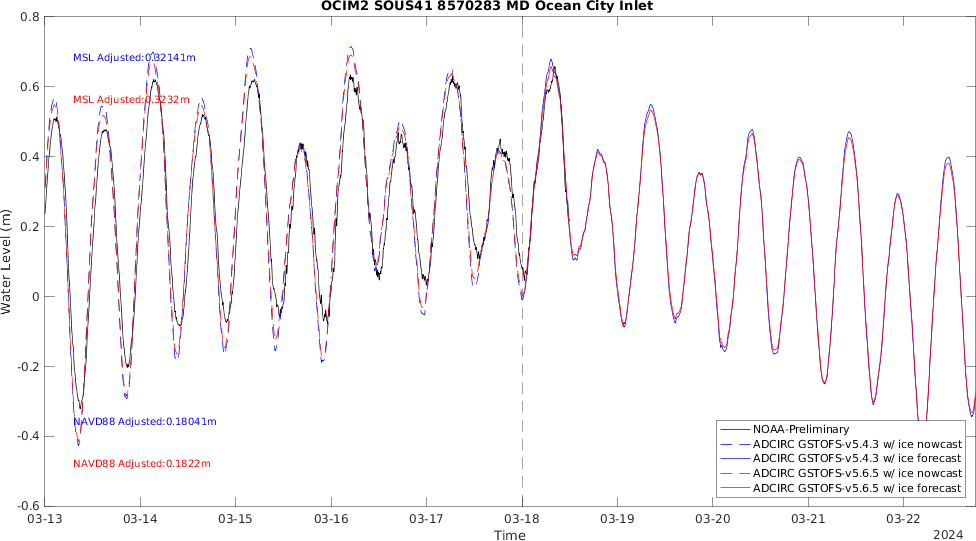 OCIM2 SOUS41 8570283 MD Ocean City Inlet
0.8
0.6
0.4
0.2
0
-0.2
-0.4
-0.6
Water Level (m)
MSL Adjusted:0.32141m
MSL Adjusted:0.3232m
NAVD88 Adjusted:0.18041m
NAVD88 Adjusted:0.1822m
NOAA-Preliminary
ADCIRC GSTOFS-v5.4.3 w/ ice nowcast
ADCIRC GSTOFS-v5.4.3 w/ ice forecast
ADCIRC GSTOFS-v5.6.5 w/ ice nowcast
ADCIRC GSTOFS-v5.6.5 w/ ice forecast
03-13 03-14 03-15 03-16 03-17 03-18 03-19 03-20 03-21 03-22
Time
2024